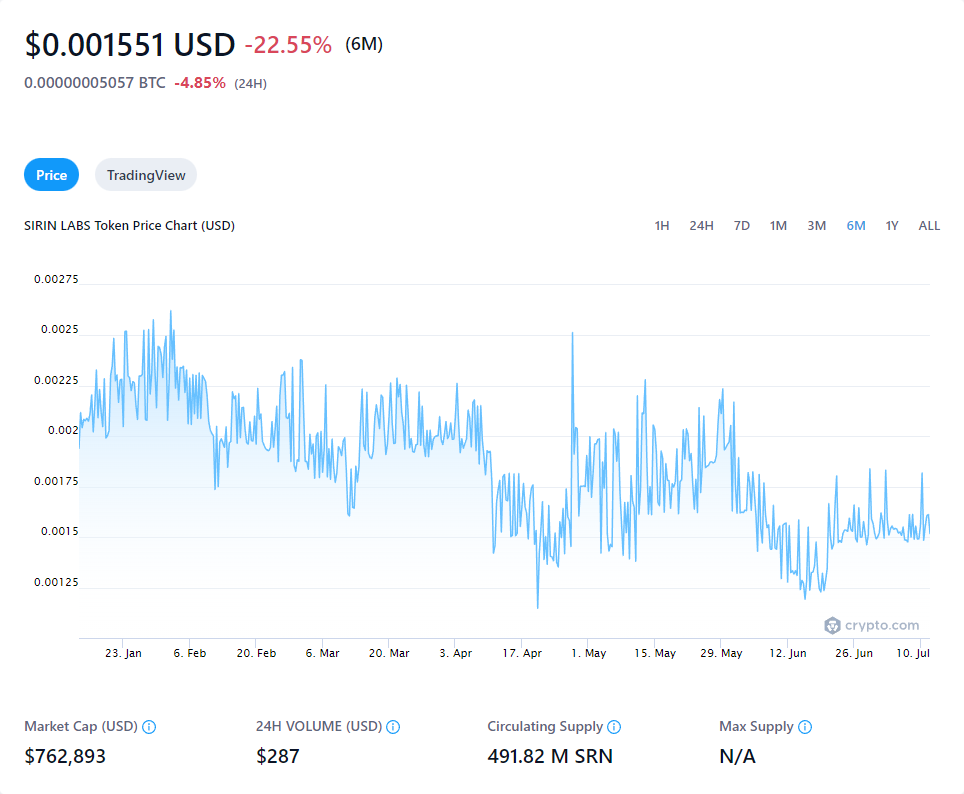 $0.001551 USD -22.55% (6M)
0.00000005057 BTC -4.85% (24H)
Price TradingView
SIRIN LABS Token Price Chart (USD) 1H 24H 7D 1M 3M 6M 1Y ALL
0.00275
0.0025
0.00225
0.002
0.00175
0.0015
0.00125
crypto.com
23. Jan 6. Feb 20. Feb 6. Mar 20. Mar 3. Apr 17. Apr 1. May 15. May 29. May 12. Jun 26. Jun 10. Jul
Market Cap (USD) 24H VOLUME (USD) Circulating Supply Max Supply
$762,893 $287 491.82 M SRN N/A